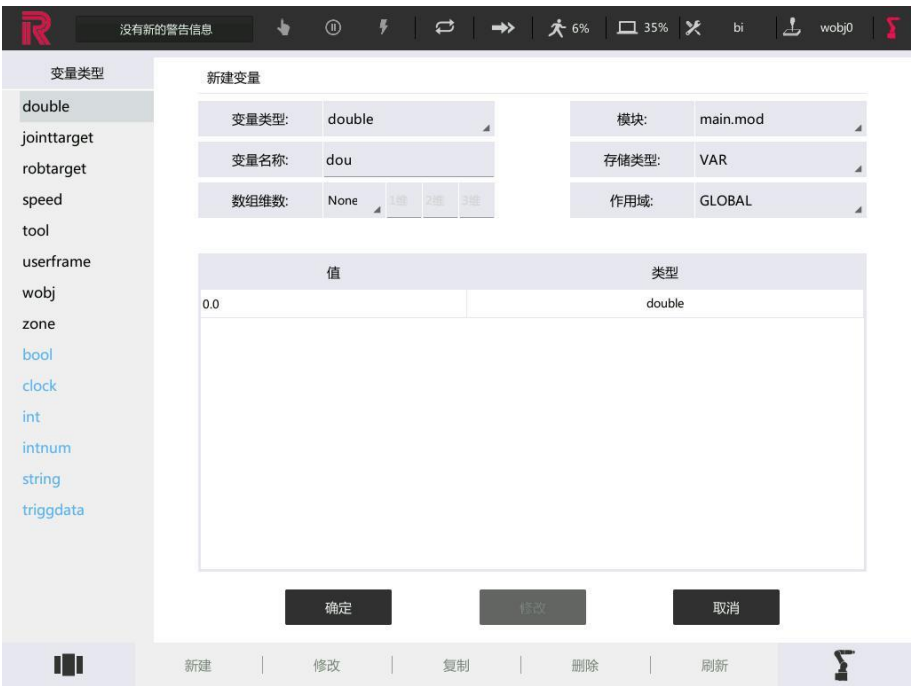 没有新的警告信息 6% 35% bi wobj0
变量类型
double
jointtarget
robtarget
speed
tool
userframe
wobj
zone
bool
clock
int
intnum
string
triggdata
新建变量
变量类型: double 模块: main.mod
变量名称: dou 存储类型: VAR
数组维数: None 1维 2维 3维 作用域: GLOBAL
值 类型
0.0 double
确定 修改 取消
新建 修改 复制 删除 刷新